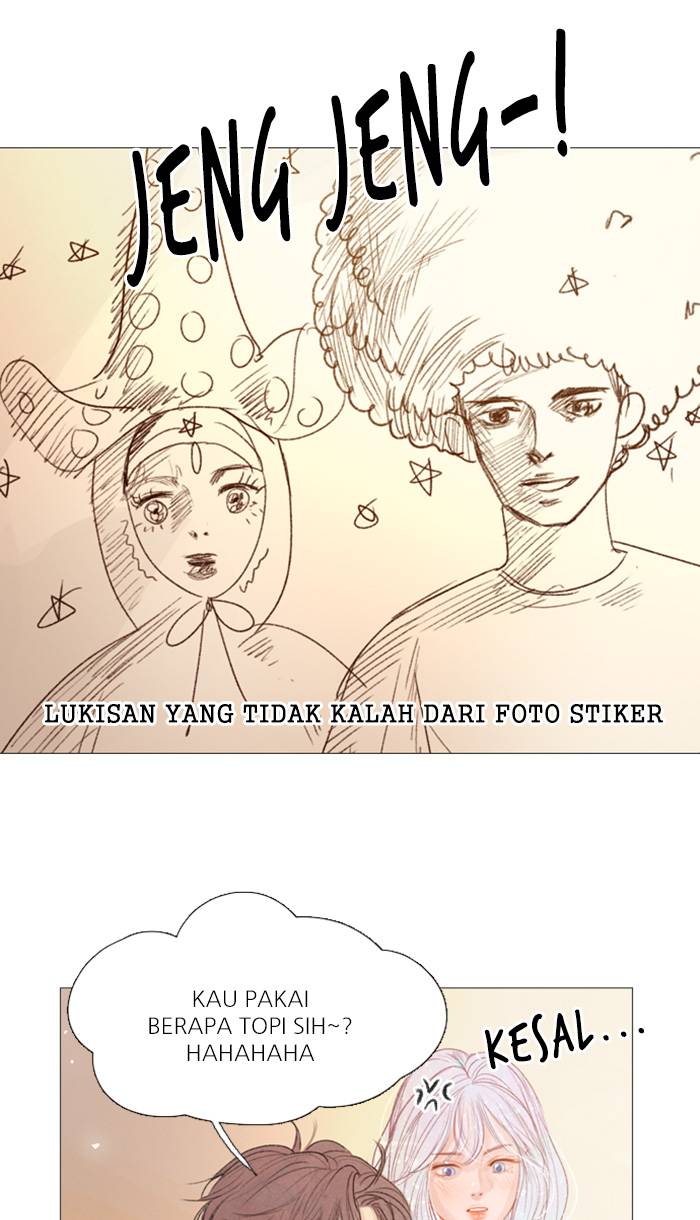 JENG JENG-!
LUKISAN YANG TIDAK KALAH DARI FOTO STIKER
KAU PAKAI
BERAPA TOPI SIH~?
HAHAHAHA
KESAL...